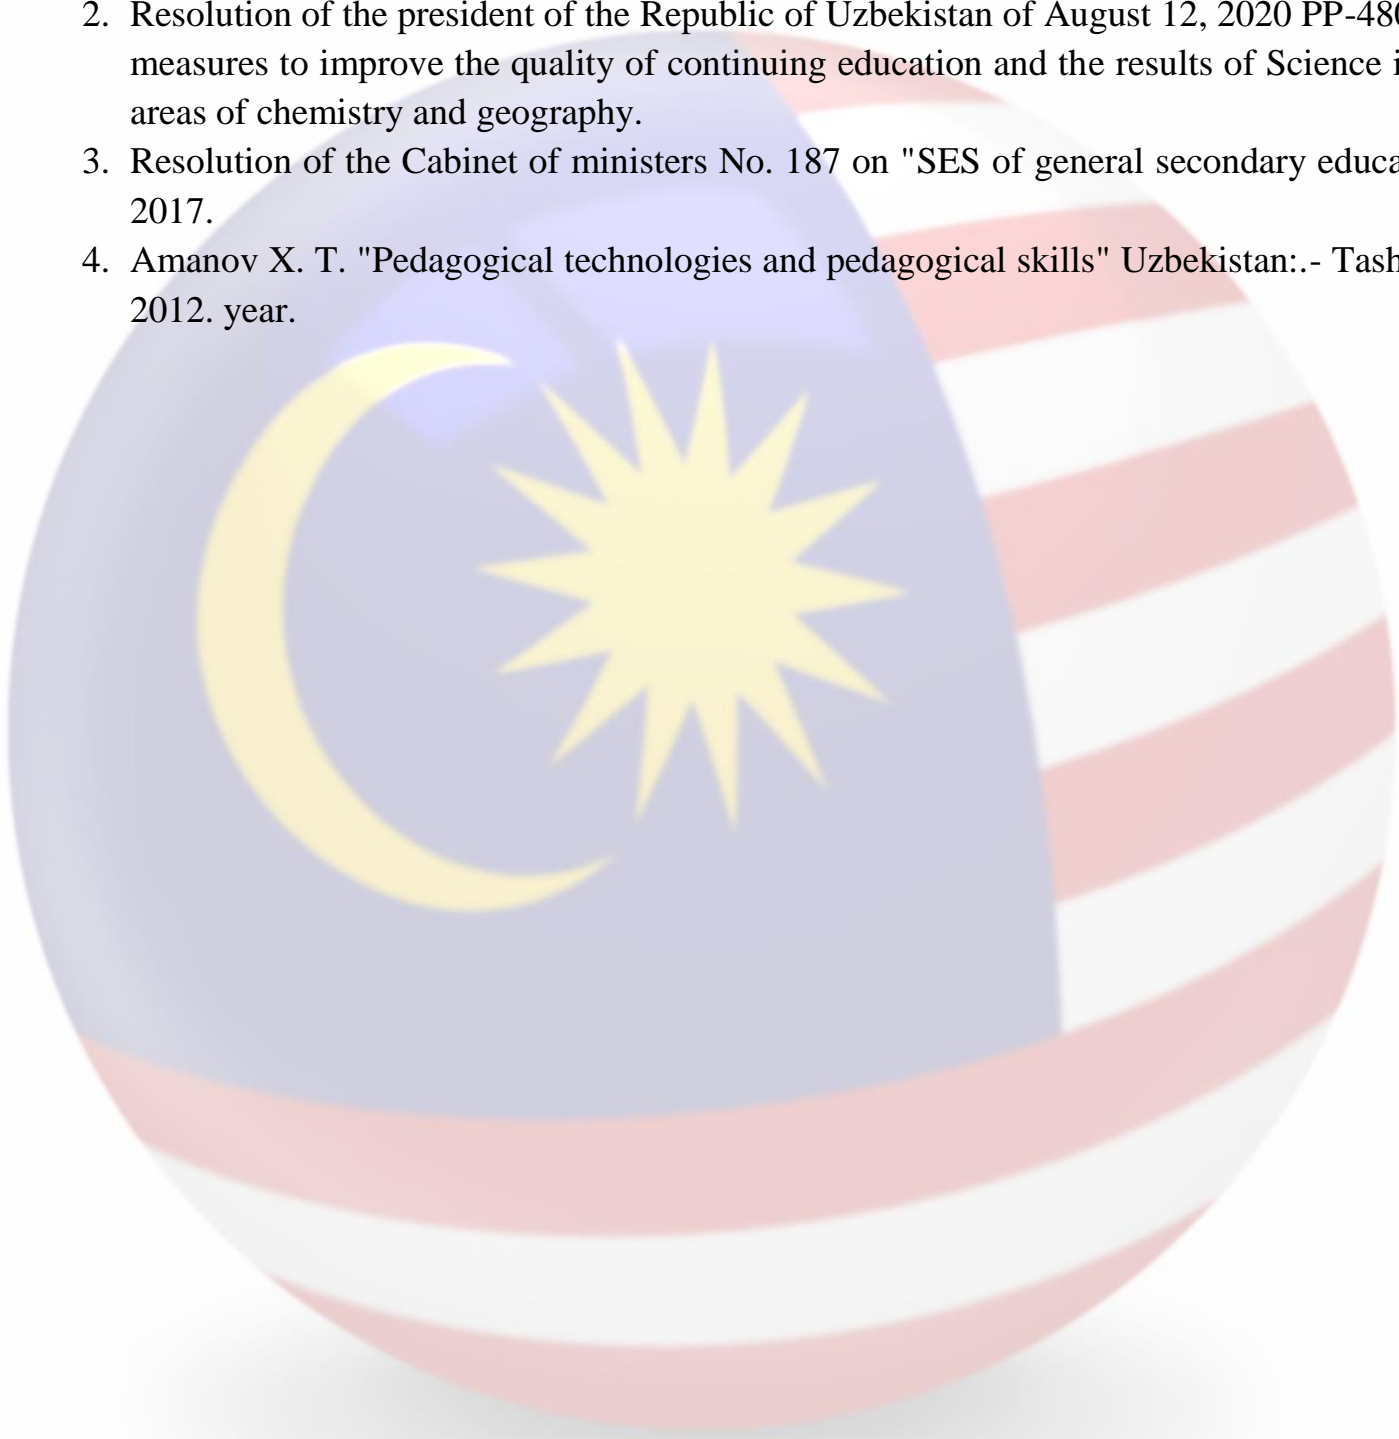 2. Resolution of the president of the Republic of Uzbekistan of August 12, 2020 PP-480
measures to improve the quality of continuing education and the results of Science
areas of chemistry and geography.
3. Resolution of the Cabinet of ministers No. 187 on "SES of general secondary
2017.
4. Amanov X. T. "Pedagogical technologies and pedagogical skills" Uzbekistan:.-
2012. year.